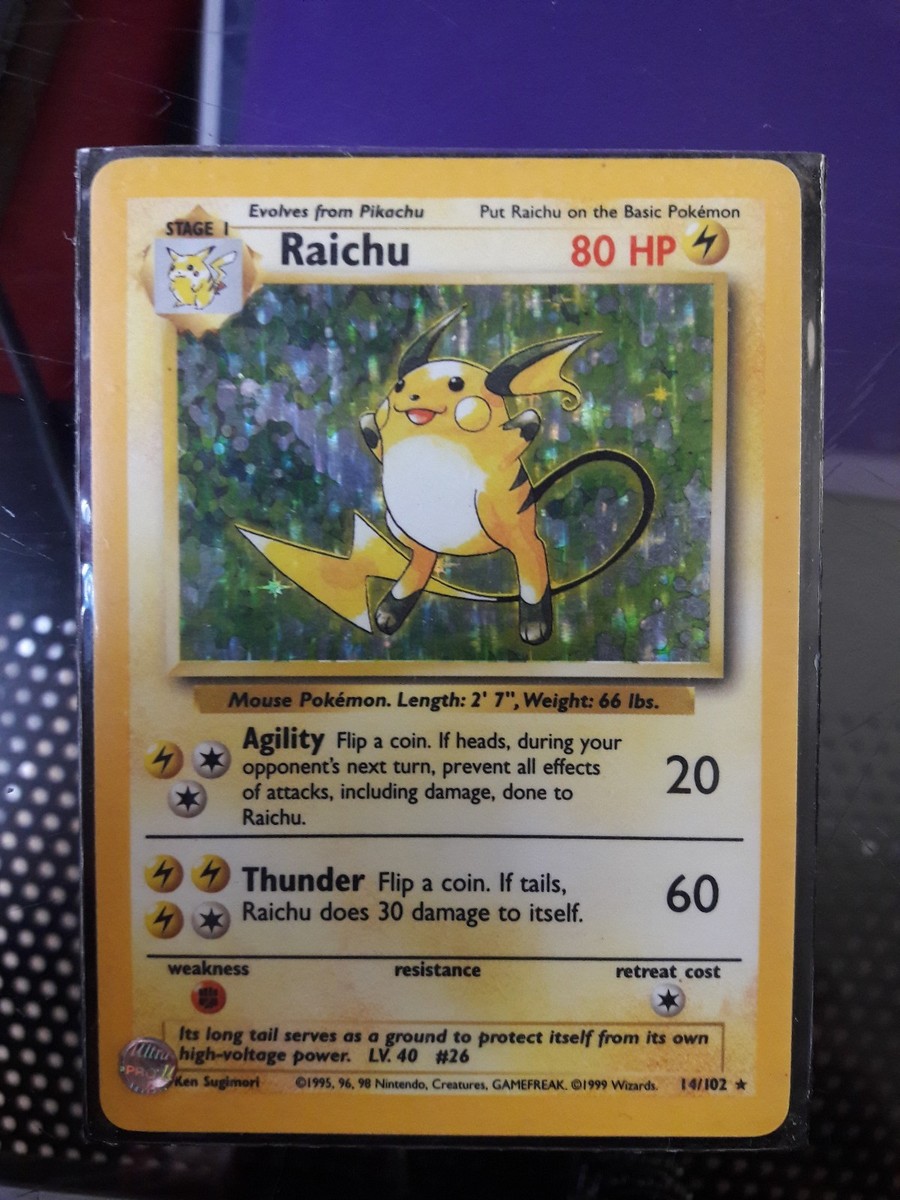 Evolves from Pikachu Put Raichu on the Basic Pokémon
STAGE 1
Raichu 80 HP
Mouse Pokémon. Length: 2' 7", Weight: 66 lbs.
Agility Flip a coin. If heads, during your
opponent's next turn, prevent all effects
of attacks, including damage, done to
Raichu.
20
Thunder Flip a coin. If tails,
Raichu does 30 damage to itself.
60
weakness resistance retreat cost
Its long tail serves as a ground to protect itself from its own
high-voltage power. LV. 40 #26
Ultra
PRO
Ken Sugimori ©1995, 96, 98 Nintendo, Creatures, GAMEFREAK. ©1999 Wizards. 14/102 ★